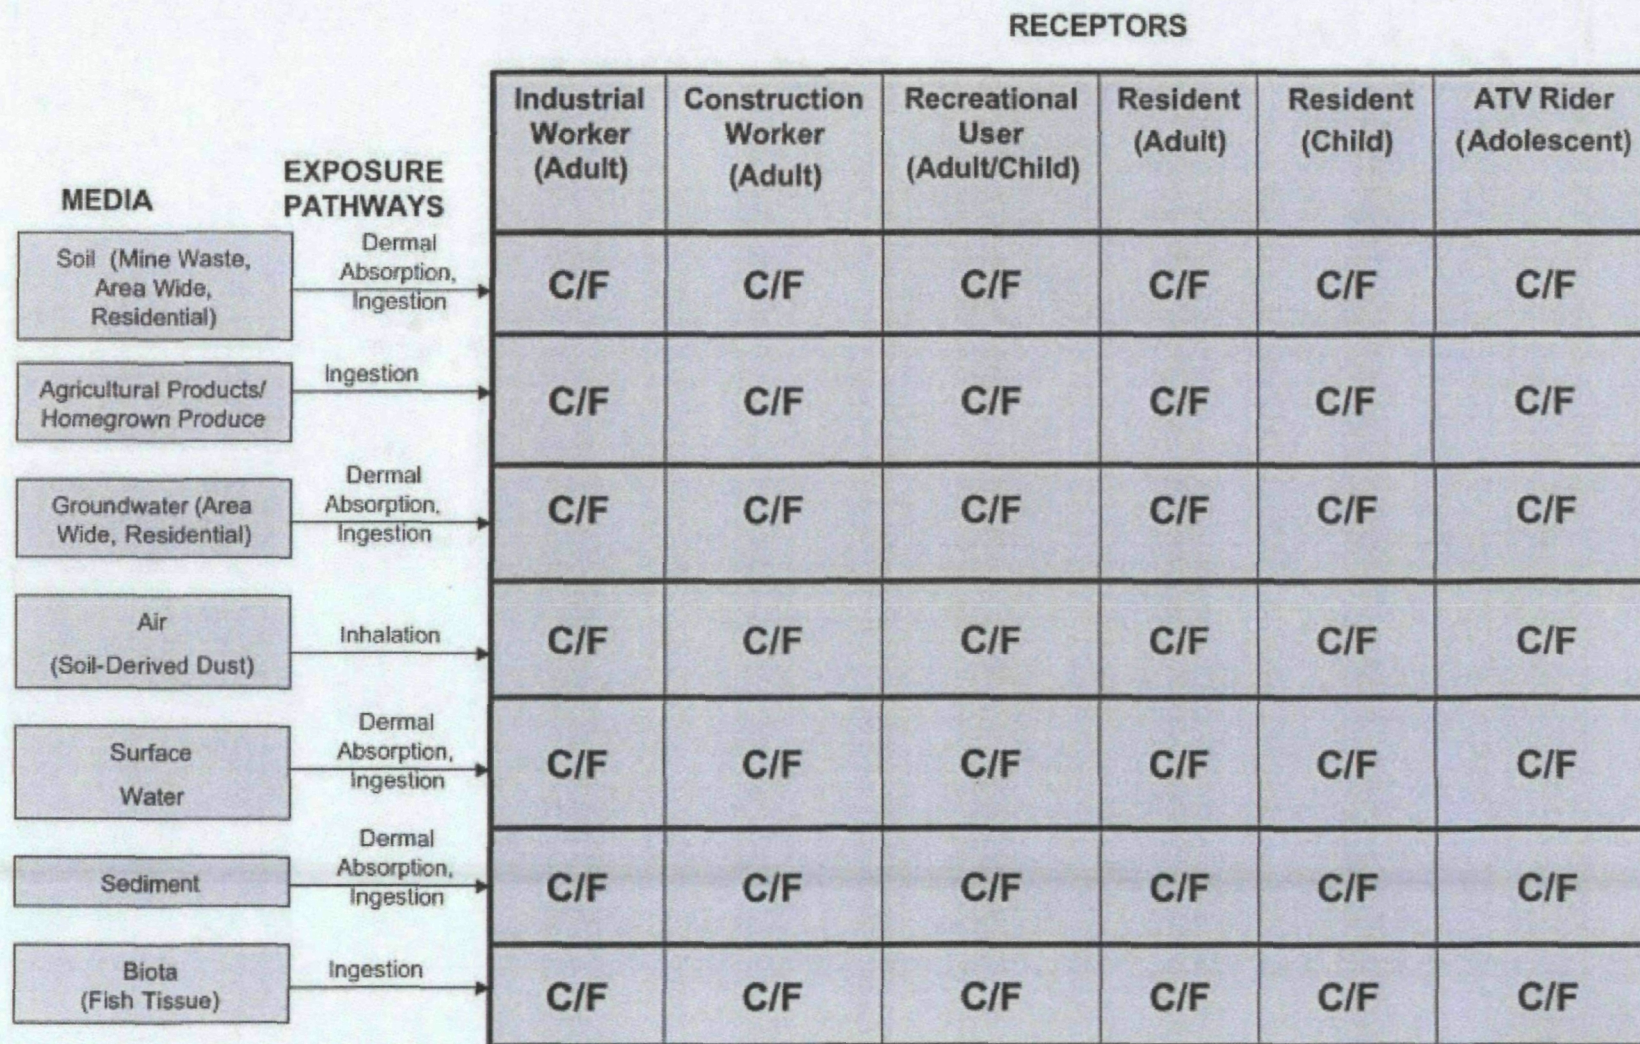 RECEPTORS
MEDIA
EXPOSURE
PATHWAYS
Industrial
Worker
(Adult)
Construction
Worker
(Adult)
Recreational
User
(Adult/Child)
Resident
(Adult)
Resident
(Child)
ATV Rider
(Adolescent)
Soil (Mine Waste,
Area Wide,
Residential)
Dermal
Absorption,
Ingestion
C/F C/F C/F C/F C/F C/F
Agricultural Products/
Homegrown Produce
Ingestion
C/F C/F C/F C/F C/F C/F
Groundwater (Area
Wide, Residential)
Dermal
Absorption,
Ingestion
C/F C/F C/F C/F C/F C/F
Air
(Soil-Derived Dust)
Inhalation
C/F C/F C/F C/F C/F C/F
Surface
Water
Dermal
Absorption,
Ingestion
C/F C/F C/F C/F C/F C/F
Sediment
Dermal
Absorption,
Ingestion
C/F C/F C/F C/F C/F C/F
Biota
(Fish Tissue)
Ingestion
C/F C/F C/F C/F C/F C/F